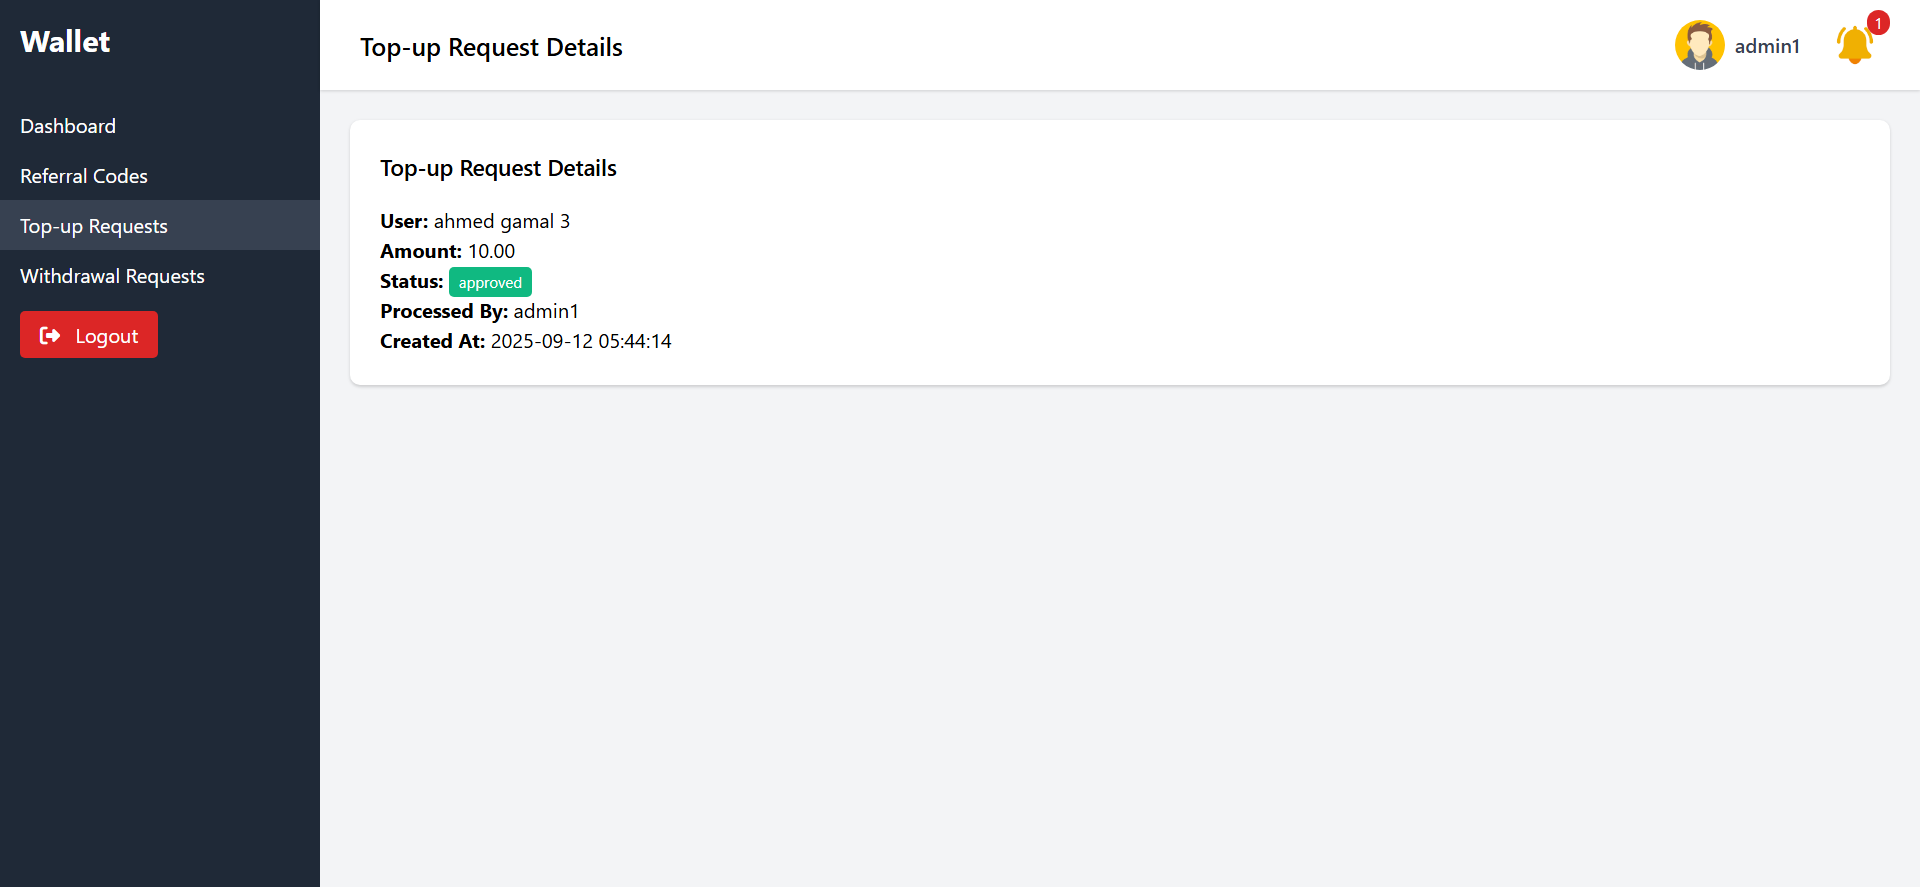 Wallet
Dashboard
Referral Codes
Top-up Requests
Withdrawal Requests
Logout
Top-up Request Details
admin1
1
Top-up Request Details
User: ahmed gamal 3
Amount: 10.00
Status: approved
Processed By: admin1
Created At: 2025-09-12 05:44:14